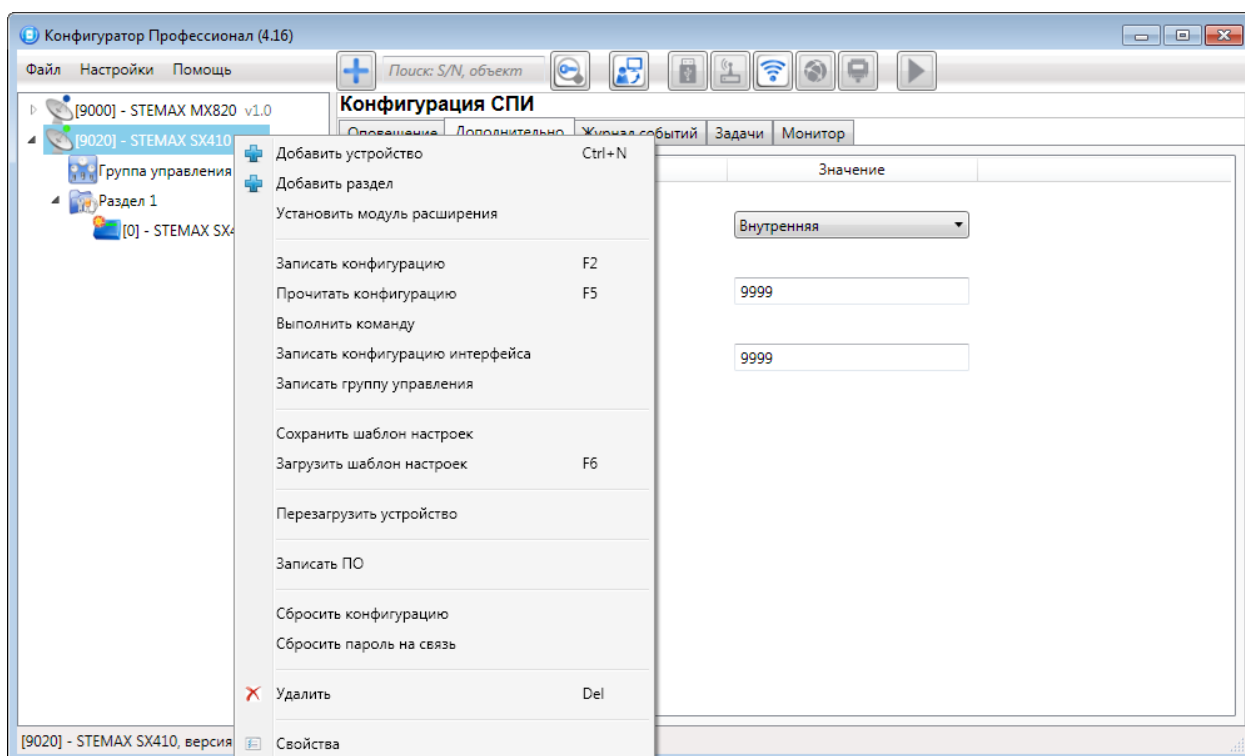 Конфигуратор Профессионал (4.16)
Файл Настройки Помощь
Поиск: S/N, объект
[9000] - STEMAX MX820 v1.0
[9020] - STEMAX SX410
Группа управления
Раздел 1
[0] - STEMAX SX4
Конфигурация СПИ
Оповещение Дополнительно Журнал событий Задачи Монитор
Значение
Внутренняя
9999
9999
Добавить устройство Ctrl+N
Добавить раздел
Установить модуль расширения
Записать конфигурацию F2
Прочитать конфигурацию F5
Выполнить команду
Записать конфигурацию интерфейса
Записать группу управления
Сохранить шаблон настроек
Загрузить шаблон настроек F6
Перезагрузить устройство
Записать ПО
Сбросить конфигурацию
Сбросить пароль на связь
Удалить Del
Свойства
[9020] - STEMAX SX410, версия